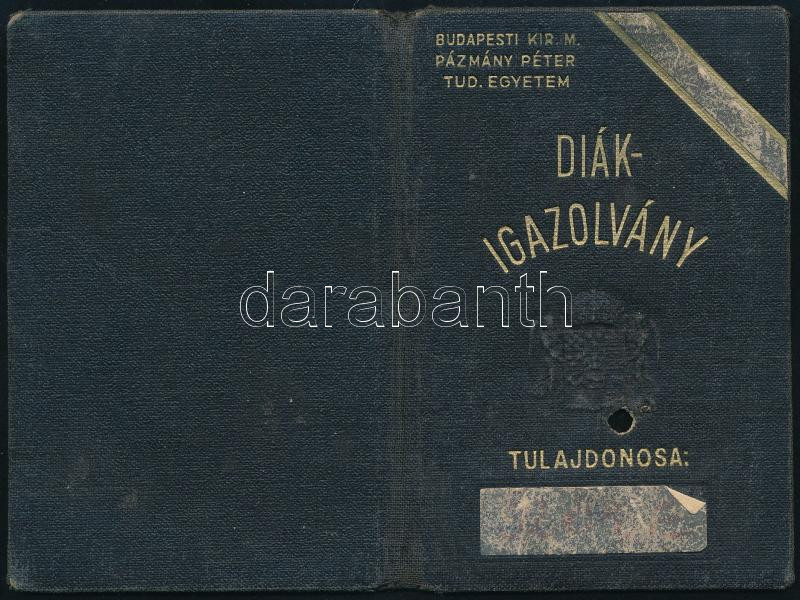 BUDAPESTI KIR. M.
PÁZMÁNY PÉTER
TUD. EGYETEM
DIÁK-
IGAZOLVÁNY
darabanth
TULAJDONOSA: